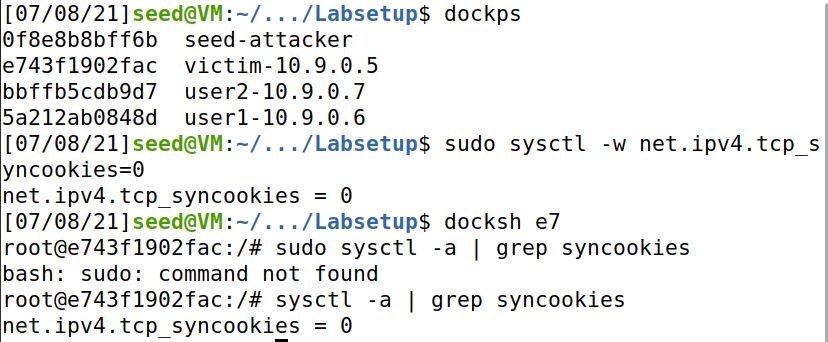 [07/08/21]seed@VM:~/.../Labsetup$ dockps
0f8e8b8bff6b  seed-attacker
e743f1902fac  victim-10.9.0.5
bbffb5cdb9d7  user2-10.9.0.7
5a212ab0848d  user1-10.9.0.6
[07/08/21]seed@VM:~/.../Labsetup$ sudo sysctl -w net.ipv4.tcp_s
yncookies=0
net.ipv4.tcp_syncookies = 0
[07/08/21]seed@VM:~/.../Labsetup$ docksh e7
root@e743f1902fac:/# sudo sysctl -a | grep syncookies
bash: sudo: command not found
root@e743f1902fac:/# sysctl -a | grep syncookies
net.ipv4.tcp_syncookies = 0